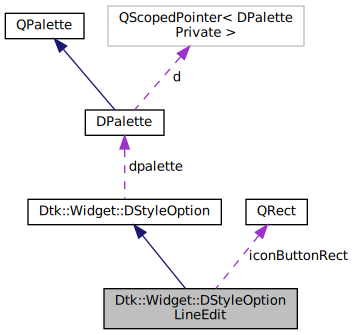 QPalette
QScopedPointer< DPalette
Private >
d
DPalette
dpalette
Dtk::Widget::DStyleOption
QRect
iconButtonRect
Dtk::Widget::DStyleOption
LineEdit